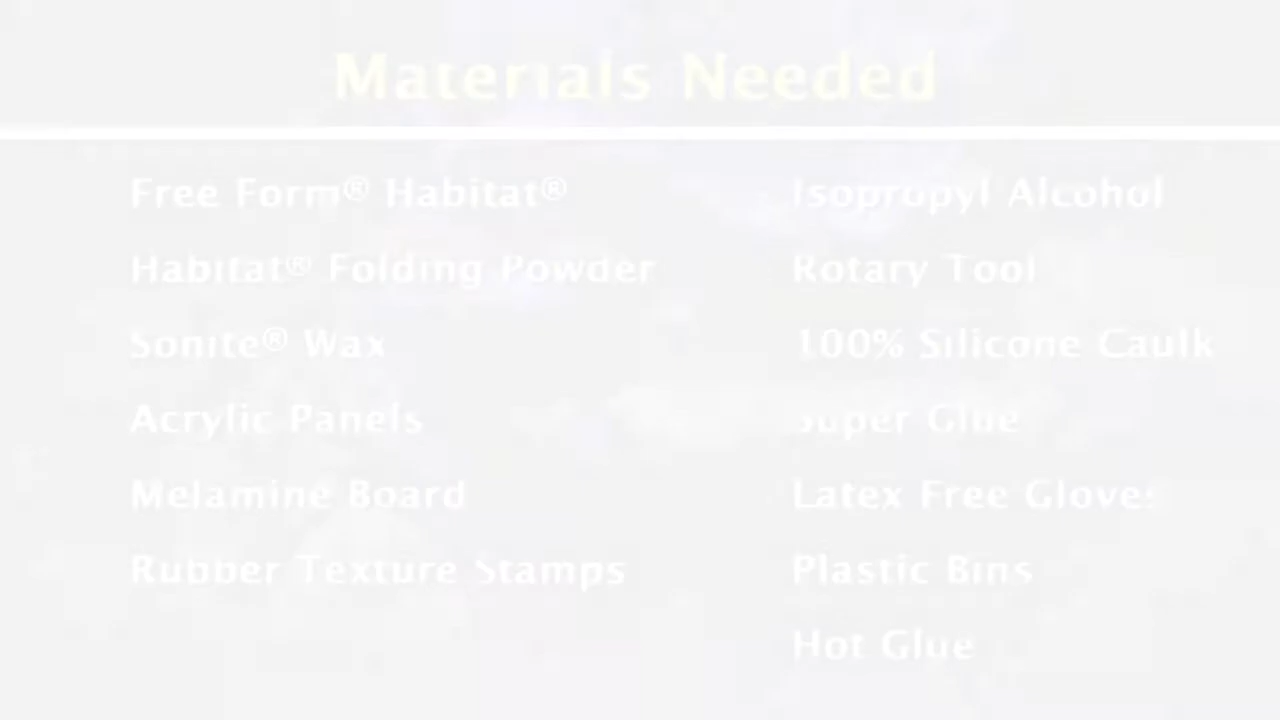 Materials Needed
Free Form® Habitat®
Habitat® Folding Powder
Sonite® Wax
Acrylic Panels
Melamine Board
Rubber Texture Stamps
Isopropyl Alcohol
Rotary Tool
100% Silicone Caulk
Super Glue
Latex Free Gloves
Plastic Bins
Hot Glue